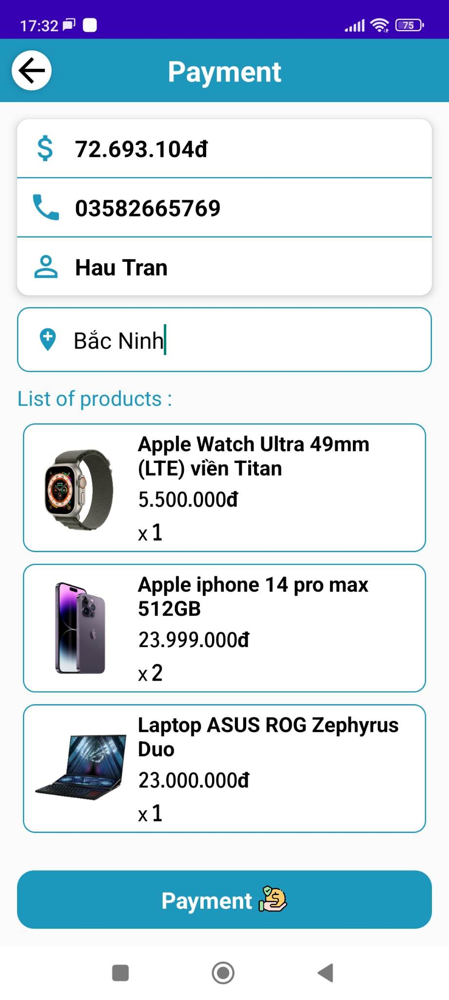 17:32
75
Payment
$ 72.693.104đ
03582665769
Hau Tran
Bắc Ninh
List of products :
Apple Watch Ultra 49mm
(LTE) viền Titan
5.500.000đ
x 1
Apple iphone 14 pro max
512GB
23.999.000đ
x 2
Laptop ASUS ROG Zephyrus
Duo
23.000.000đ
x 1
Payment